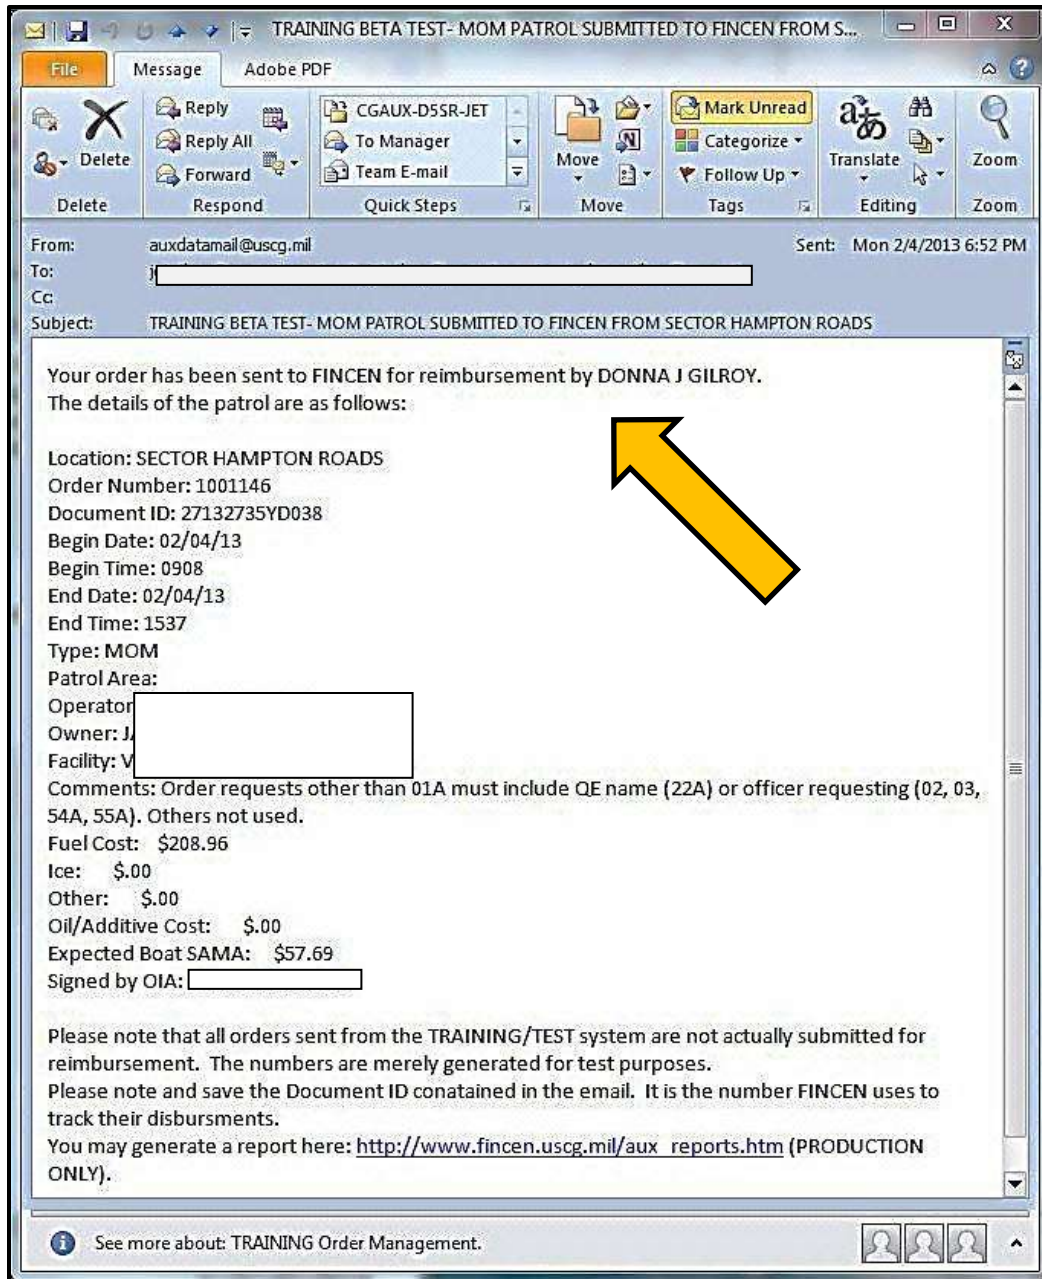 TRAINING BETA TEST- MOM PATROL SUBMITTED TO FINCEN FROM S...
File Message Adobe PDF
Delete
Reply
Reply All
Forward
CGAUX-D5SR-JET
To Manager
Team E-mail
Move
Mark Unread
Categorize
Follow Up
Translate
Zoom
Delete Respond Quick Steps Move Tags Editing Zoom
From: auxdatamail@uscg.mil Sent: Mon 2/4/2013 6:52 PM
To:
Cc:
Subject: TRAINING BETA TEST- MOM PATROL SUBMITTED TO FINCEN FROM SECTOR HAMPTON ROADS
Your order has been sent to FINCEN for reimbursement by DONNA J GILROY.
The details of the patrol are as follows:
Location: SECTOR HAMPTON ROADS
Order Number: 1001146
Document ID: 27132735YD038
Begin Date: 02/04/13
Begin Time: 0908
End Date: 02/04/13
End Time: 1537
Type: MOM
Patrol Area:
Operator
Owner: J
Facility: V
Comments: Order requests other than 01A must include QE name (22A) or officer requesting (02, 03,
54A, 55A). Others not used.
Fuel Cost: $208.96
Ice: $.00
Other: $.00
Oil/Additive Cost: $.00
Expected Boat SAMA: $57.69
Signed by OIA:
Please note that all orders sent from the TRAINING/TEST system are not actually submitted for
reimbursement. The numbers are merely generated for test purposes.
Please note and save the Document ID conatained in the email. It is the number FINCEN uses to
track their disbursments.
You may generate a report here: http://www.fincen.uscg.mil/aux_reports.htm (PRODUCTION
ONLY).
See more about: TRAINING Order Management.